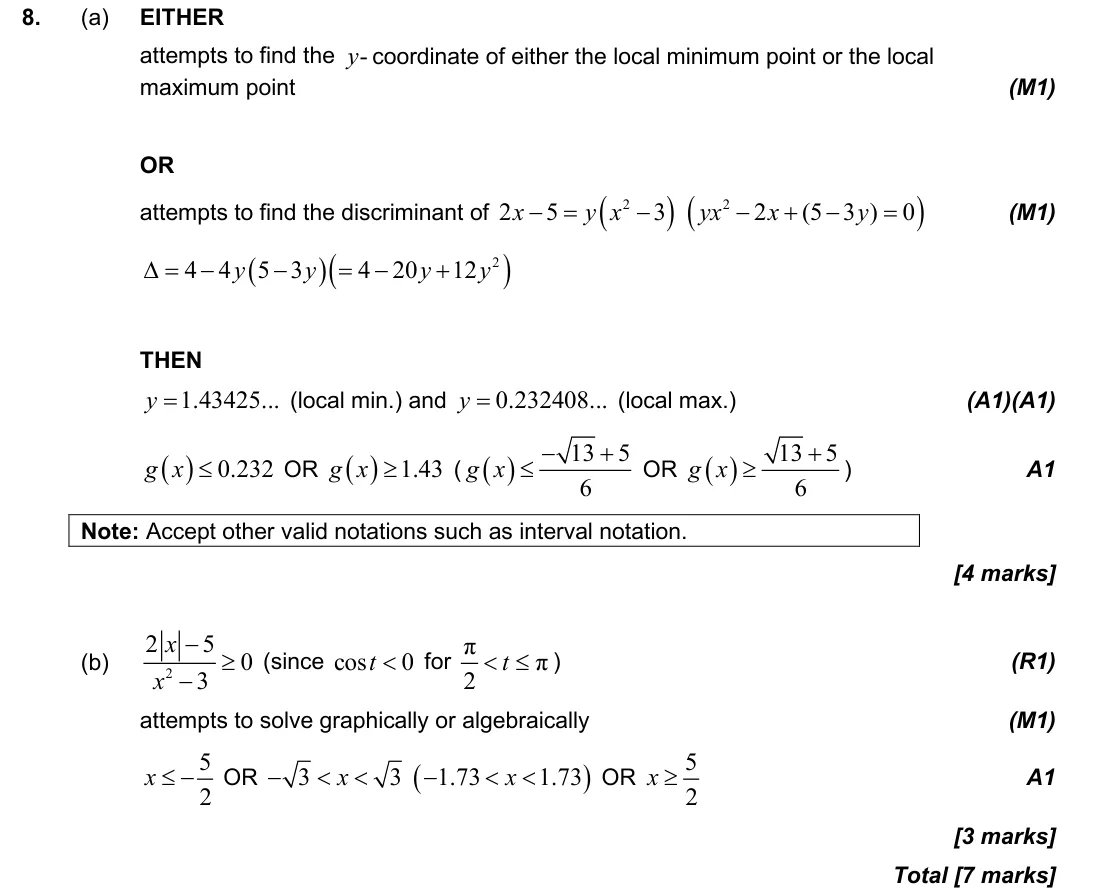 8. (a) EITHER
attempts to find the y- coordinate of either the local minimum point or the local
maximum point (M1)
OR
attempts to find the discriminant of 2x − 5 = y(x² − 3) (yx² − 2x + (5 − 3y) = 0) (M1)
Δ = 4 − 4y(5 − 3y)(= 4 − 20y + 12y²)
THEN
y = 1.43425... (local min.) and y = 0.232408... (local max.) (A1)(A1)
g(x) ≤ 0.232 OR g(x) ≥ 1.43 (g(x) ≤ (−√13 + 5)/6 OR g(x) ≥ (√13 + 5)/6) A1
Note: Accept other valid notations such as interval notation.
[4 marks]
(b) (2|x| − 5)/(x² − 3) ≥ 0 (since cos t < 0 for π/2 < t ≤ π) (R1)
attempts to solve graphically or algebraically (M1)
x ≤ −5/2 OR −√3 < x < √3 (−1.73 < x < 1.73) OR x ≥ 5/2 A1
[3 marks]
Total [7 marks]